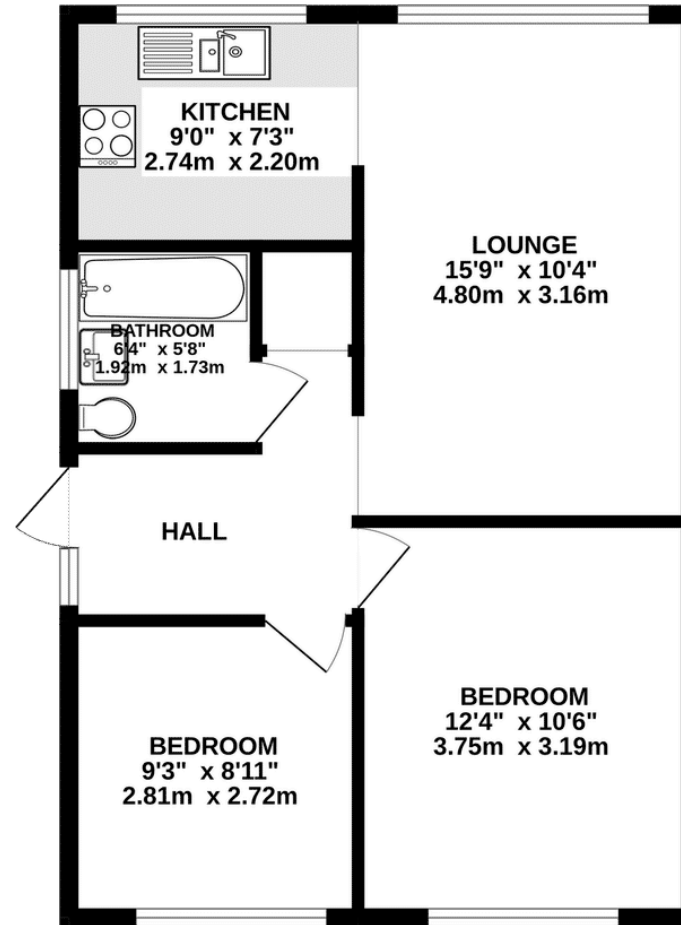 KITCHEN
9'0" x 7'3"
2.74m x 2.20m
LOUNGE
15'9" x 10'4"
4.80m x 3.16m
BATHROOM
6'4" x 5'8"
1.92m x 1.73m
HALL
BEDROOM
12'4" x 10'6"
3.75m x 3.19m
BEDROOM
9'3" x 8'11"
2.81m x 2.72m